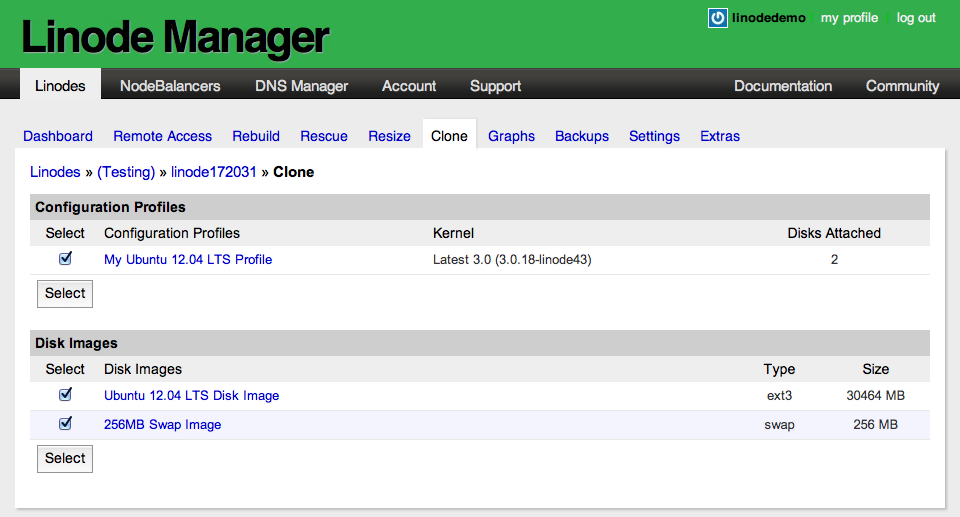 Linode Manager
linodedemo my profile log out
Linodes NodeBalancers DNS Manager Account Support Documentation Community
Dashboard Remote Access Rebuild Rescue Resize Clone Graphs Backups Settings Extras
Linodes » (Testing) » linode172031 » Clone
Configuration Profiles
Select Configuration Profiles Kernel Disks Attached
My Ubuntu 12.04 LTS Profile Latest 3.0 (3.0.18-linode43) 2
Select
Disk Images
Select Disk Images Type Size
Ubuntu 12.04 LTS Disk Image ext3 30464 MB
256MB Swap Image swap 256 MB
Select